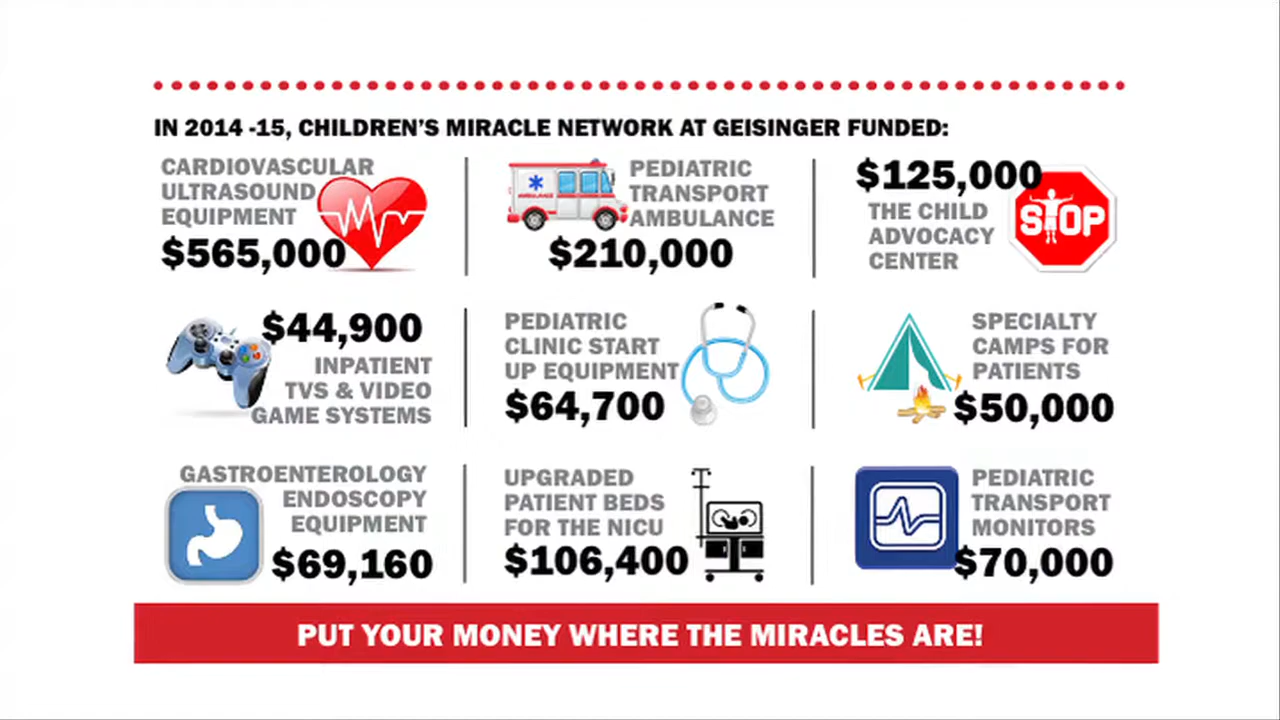 IN 2014 -15, CHILDREN'S MIRACLE NETWORK AT GEISINGER FUNDED:
CARDIOVASCULAR
ULTRASOUND
EQUIPMENT
$565,000
AMBULANCE
PEDIATRIC
TRANSPORT
AMBULANCE
$210,000
$125,000
THE CHILD
ADVOCACY
CENTER
STOP
$44,900
INPATIENT
TVS & VIDEO
GAME SYSTEMS
PEDIATRIC
CLINIC START
UP EQUIPMENT
$64,700
SPECIALTY
CAMPS FOR
PATIENTS
$50,000
GASTROENTEROLOGY
ENDOSCOPY
EQUIPMENT
$69,160
UPGRADED
PATIENT BEDS
FOR THE NICU
$106,400
PEDIATRIC
TRANSPORT
MONITORS
$70,000
PUT YOUR MONEY WHERE THE MIRACLES ARE!